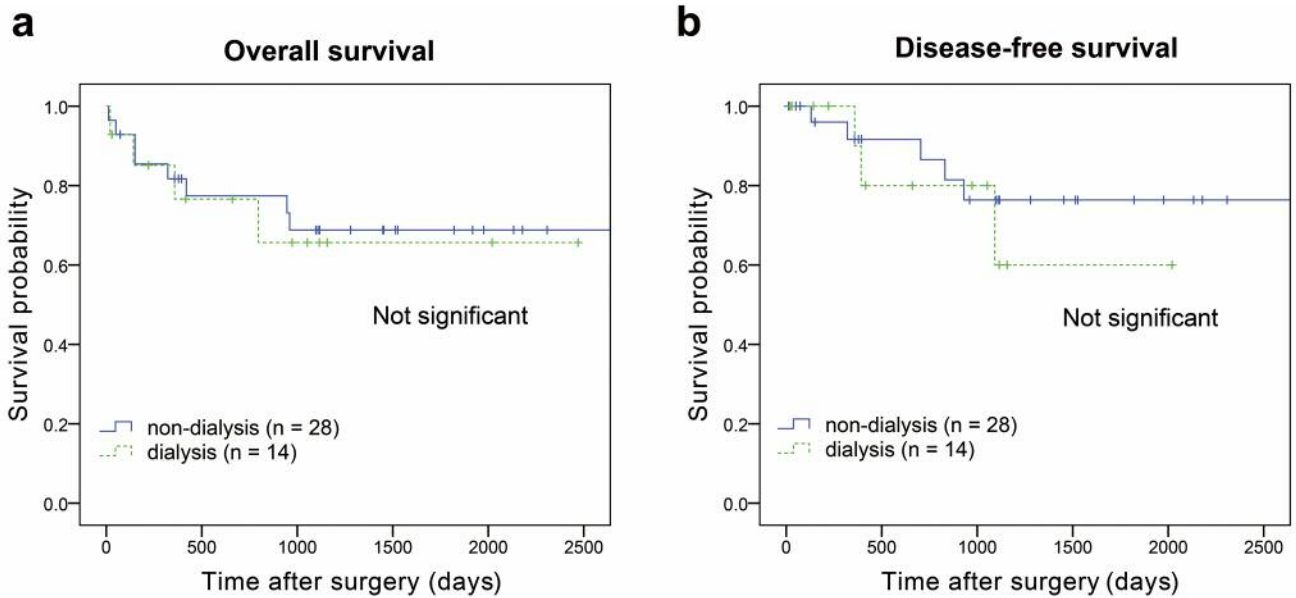 a
Overall survival
Survival probability
1.0
0.8
0.6
0.4
0.2
0.0
Not significant
non-dialysis (n = 28)
dialysis (n = 14)
0 500 1000 1500 2000 2500
Time after surgery (days)
b
Disease-free survival
Survival probability
1.0
0.8
0.6
0.4
0.2
0.0
Not significant
non-dialysis (n = 28)
dialysis (n = 14)
0 500 1000 1500 2000 2500
Time after surgery (days)